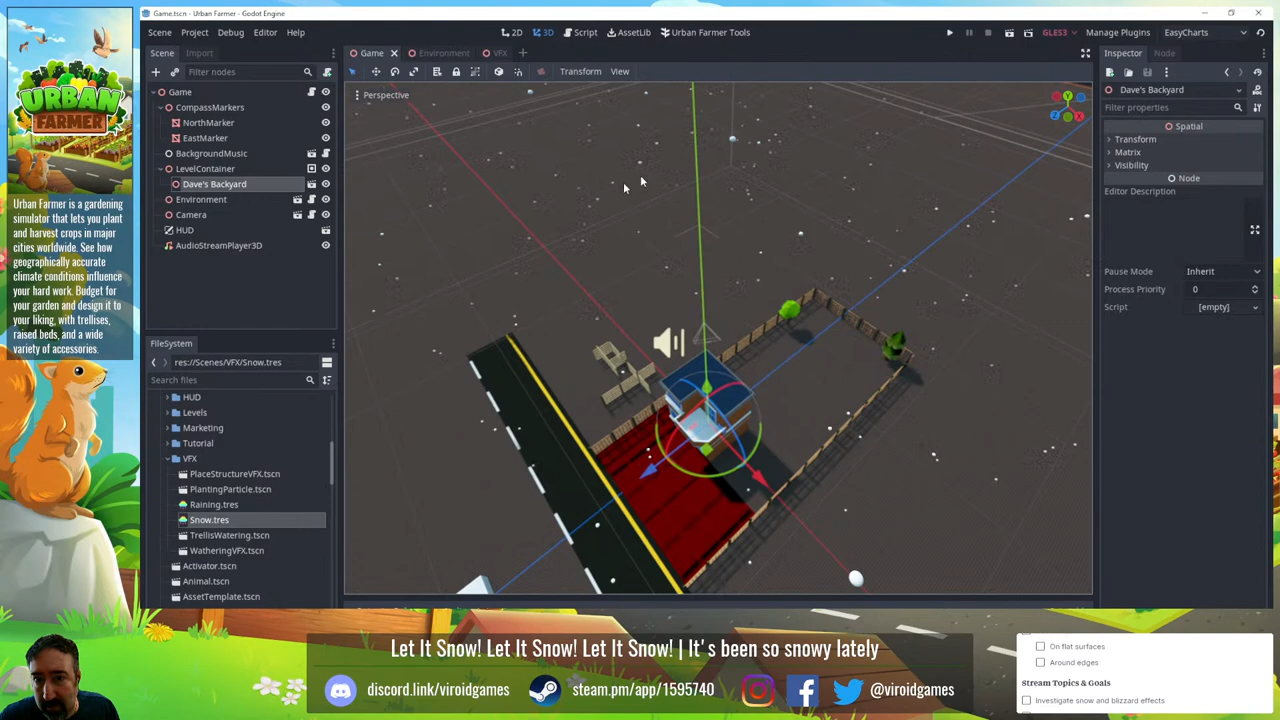 Game.tscn - Urban Farmer - Godot Engine
Scene Project Debug Editor Help
2D 3D Script AssetLib Urban Farmer Tools
GLES3 Manage Plugins EasyCharts
Scene Import
Filter nodes
Game
CompassMarkers
NorthMarker
EastMarker
BackgroundMusic
LevelContainer
Dave's Backyard
Environment
Camera
HUD
AudioStreamPlayer3D
FileSystem
res://Scenes/VFX/Snow.tres
Search files
HUD
Levels
Marketing
Tutorial
VFX
PlaceStructureVFX.tscn
PlantingParticle.tscn
Raining.tres
Snow.tres
TrellisWatering.tscn
WatheringVFX.tscn
Activator.tscn
Animal.tscn
AssetTemplate.tscn
Game Environment VFX
Transform View
Perspective
Y
Z
X
Inspector Node
Dave's Backyard
Filter properties
Spatial
Transform
Matrix
Visibility
Node
Editor Description
Pause Mode Inherit
Process Priority 0
Script [empty]
URBAN
FARMER
Urban Farmer is a gardening
simulator that lets you plant
and harvest crops in major
cities worldwide. See how
geographically accurate
climate conditions influence
your hard work. Budget for
your garden and design it to
your liking, with trellises,
raised beds, and a wide
variety of accessories.
Let It Snow! Let It Snow! Let It Snow! | It's been so snowy lately
discord.link/viroidgames steam.pm/app/1595740 @viroidgames
On flat surfaces
Around edges
Stream Topics & Goals
Investigate snow and blizzard effects